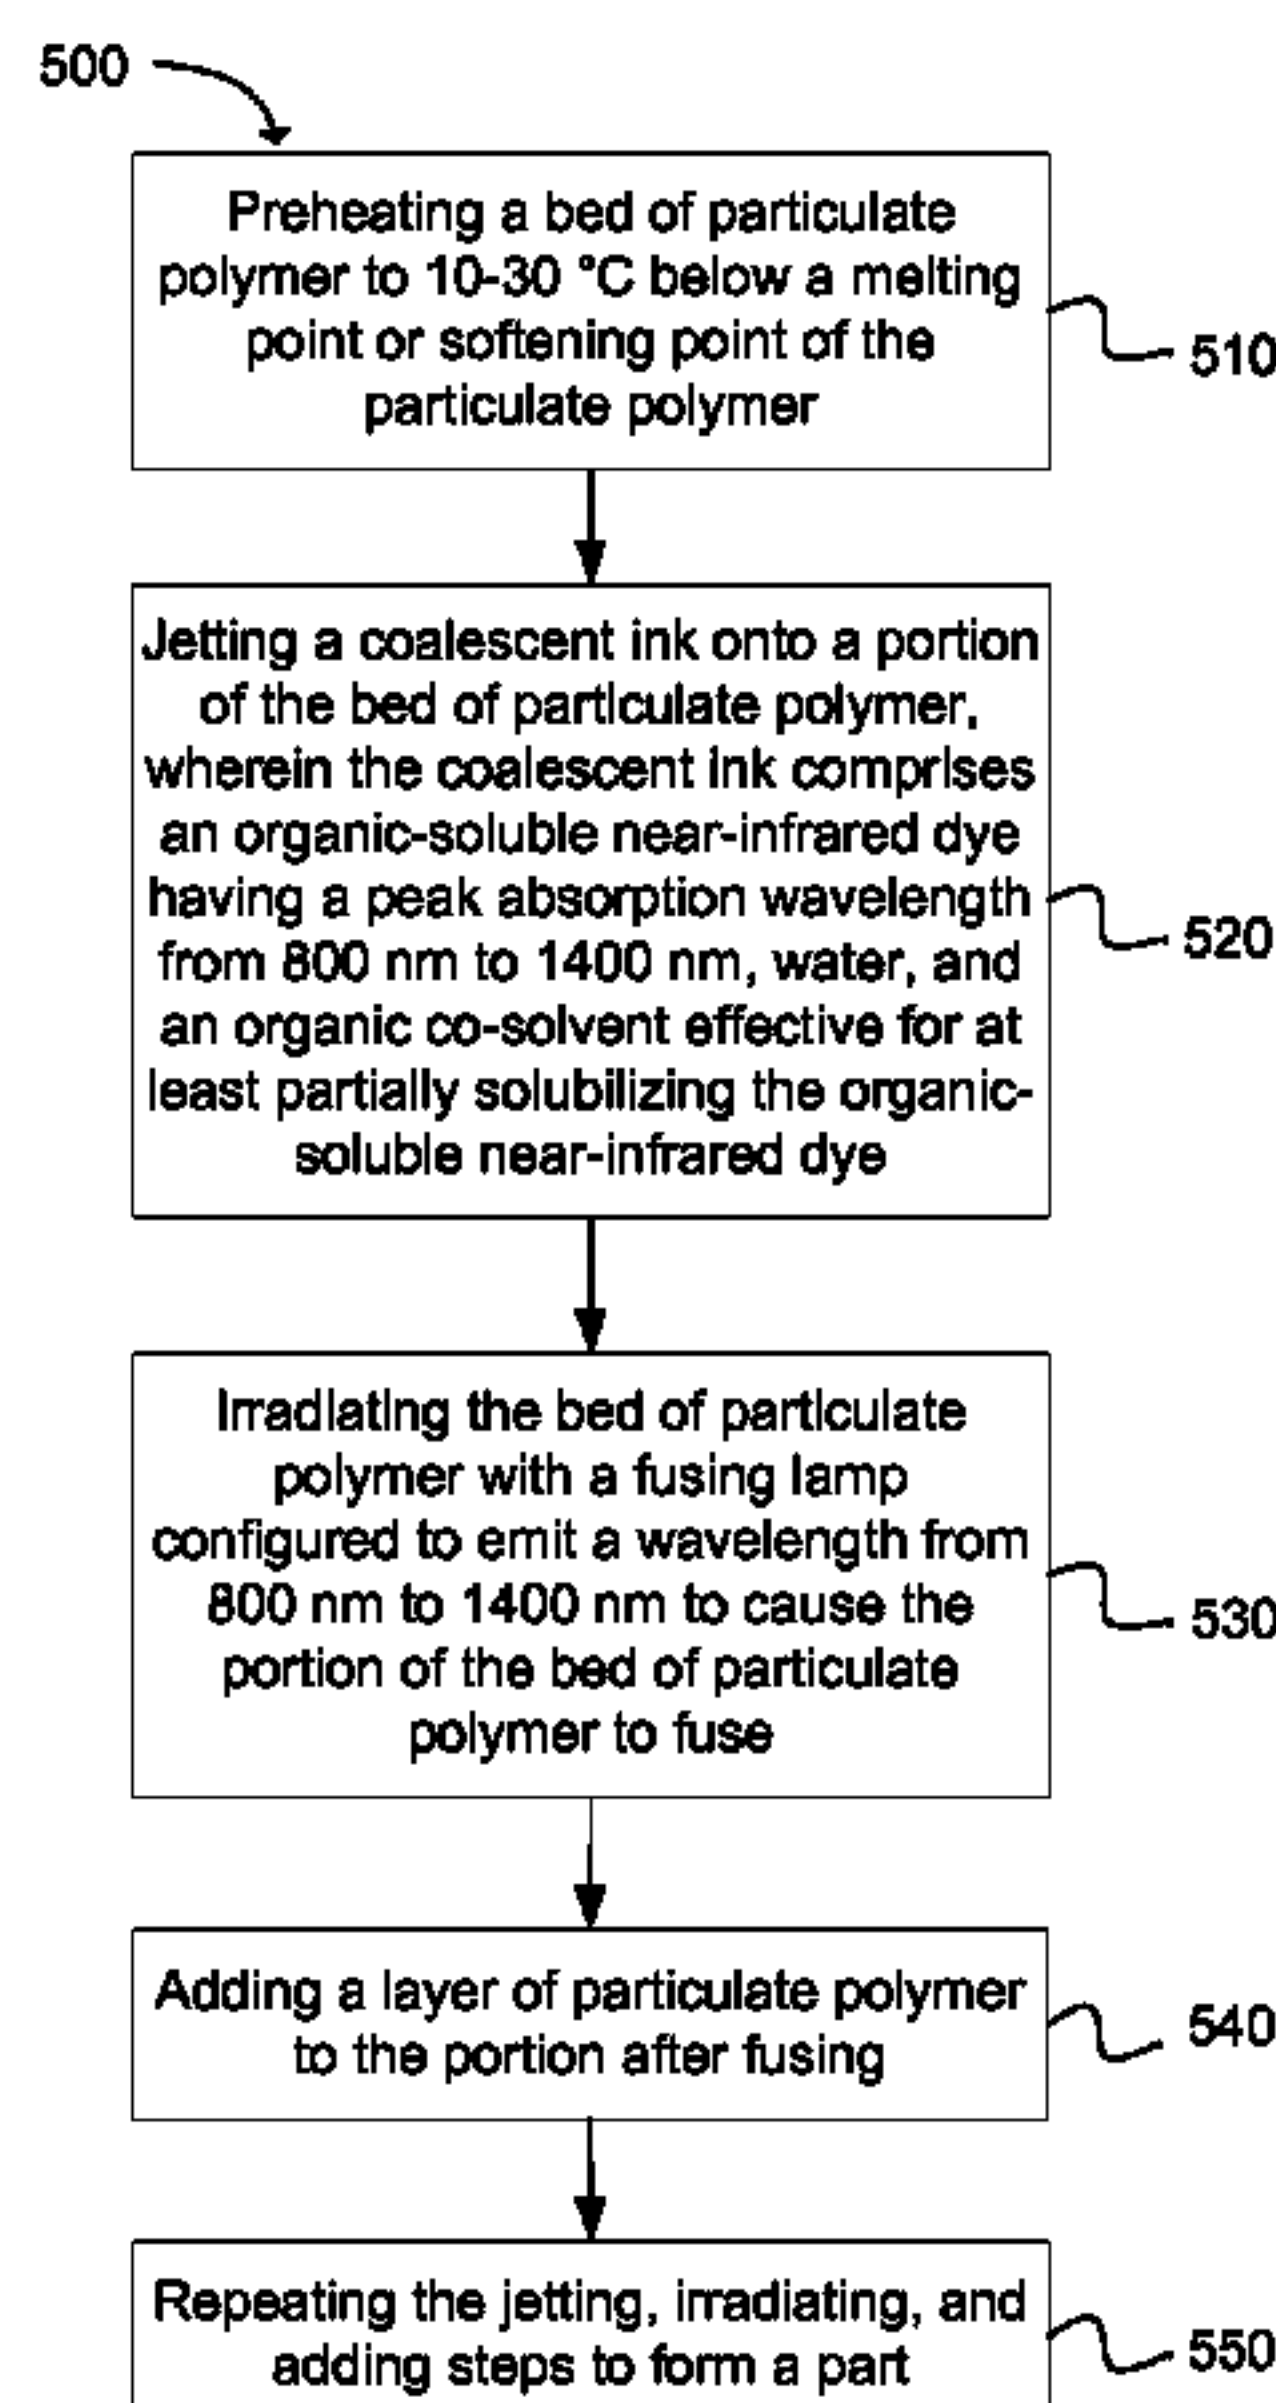 500
Preheating a bed of particulate
polymer to 10-30 °C below a melting
point or softening point of the
particulate polymer
510
Jetting a coalescent ink onto a portion
of the bed of particulate polymer,
wherein the coalescent ink comprises
an organic-soluble near-infrared dye
having a peak absorption wavelength
from 800 nm to 1400 nm, water, and
an organic co-solvent effective for at
least partially solubilizing the organic-
soluble near-infrared dye
520
Irradiating the bed of particulate
polymer with a fusing lamp
configured to emit a wavelength from
800 nm to 1400 nm to cause the
portion of the bed of particulate
polymer to fuse
530
Adding a layer of particulate polymer
to the portion after fusing
540
Repeating the jetting, irradiating, and
adding steps to form a part
550